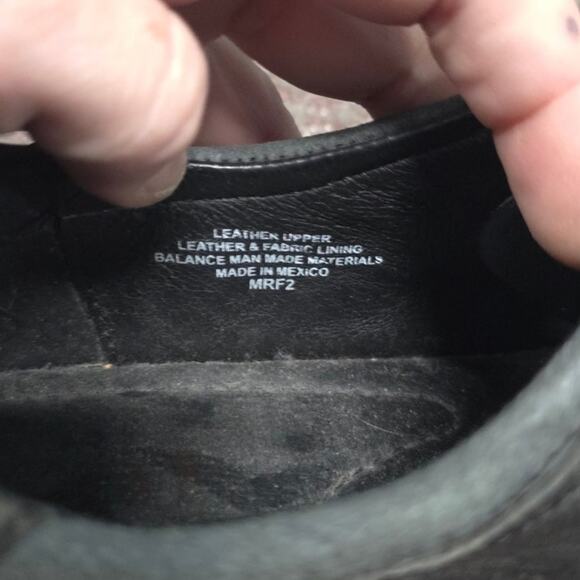 LEATHER UPPER
LEATHER & FABRIC LINING
BALANCE MAN MADE MATERIALS
MADE IN MEXICO
MRF2